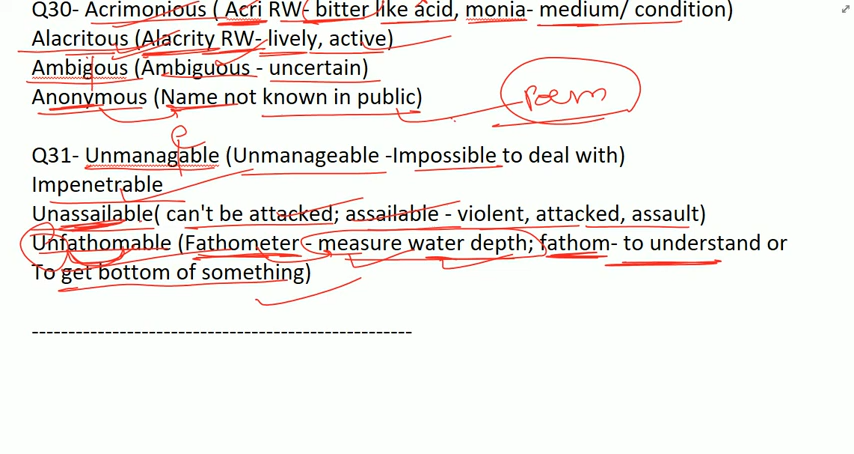 Q30- Acrimonious ( Acri RW- bitter like acid, monia- medium/ condition)
Alacritous (Alacrity RW- lively, active)
Ambigous (Ambiguous - uncertain)
Anonymous (Name not known in public)
Poem
e
Q31- Unmanagable (Unmanageable -Impossible to deal with)
Impenetrable
Unassailable( can't be attacked; assailable - violent, attacked, assault)
Unfathomable (Fathometer - measure water depth; fathom- to understand or
To get bottom of something)
----------------------------------------------------